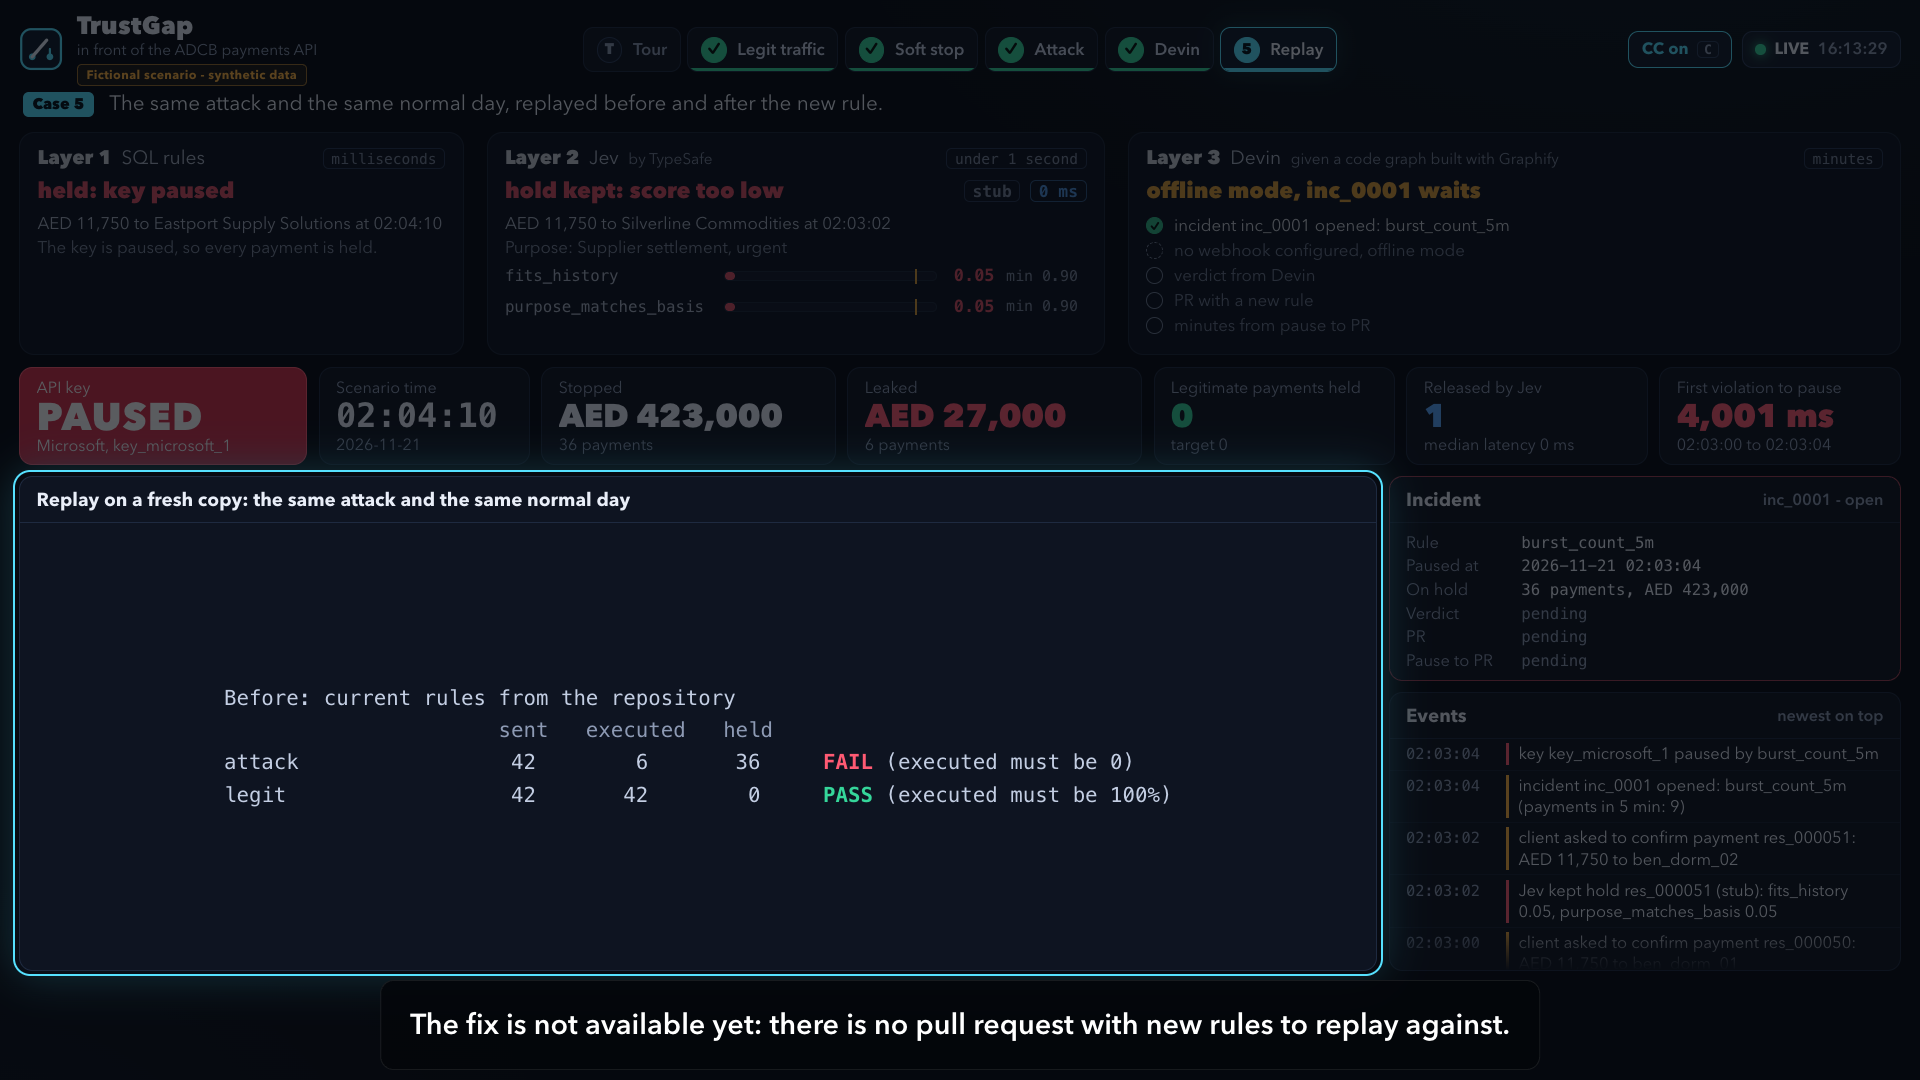 TrustGap
in front of the ADCB payments API
Fictional scenario - synthetic data
T Tour
Legit traffic
Soft stop
Attack
Devin
5 Replay
CC on C
LIVE 16:13:29
Case 5 The same attack and the same normal day, replayed before and after the new rule.
Layer 1 SQL rules milliseconds
held: key paused
AED 11,750 to Eastport Supply Solutions at 02:04:10
The key is paused, so every payment is held.
Layer 2 Jev by TypeSafe under 1 second
hold kept: score too low stub 0 ms
AED 11,750 to Silverline Commodities at 02:03:02
Purpose: Supplier settlement, urgent
fits_history 0.05 min 0.90
purpose_matches_basis 0.05 min 0.90
Layer 3 Devin given a code graph built with Graphify minutes
offline mode, inc_0001 waits
incident inc_0001 opened: burst_count_5m
no webhook configured, offline mode
verdict from Devin
PR with a new rule
minutes from pause to PR
API key
PAUSED
Microsoft, key_microsoft_1
Scenario time
02:04:10
2026-11-21
Stopped
AED 423,000
36 payments
Leaked
AED 27,000
6 payments
Legitimate payments held
0
target 0
Released by Jev
1
median latency 0 ms
First violation to pause
4,001 ms
02:03:00 to 02:03:04
Replay on a fresh copy: the same attack and the same normal day
Before: current rules from the repository
sent executed held
attack 42 6 36 FAIL (executed must be 0)
legit 42 42 0 PASS (executed must be 100%)
Incident inc_0001 - open
Rule burst_count_5m
Paused at 2026-11-21 02:03:04
On hold 36 payments, AED 423,000
Verdict pending
PR pending
Pause to PR pending
Events newest on top
02:03:04 key key_microsoft_1 paused by burst_count_5m
02:03:04 incident inc_0001 opened: burst_count_5m
(payments in 5 min: 9)
02:03:02 client asked to confirm payment res_000051:
AED 11,750 to ben_dorm_02
02:03:02 Jev kept hold res_000051 (stub): fits_history
0.05, purpose_matches_basis 0.05
02:03:00 client asked to confirm payment res_000050:
AED 11,750 to ben_dorm_01
The fix is not available yet: there is no pull request with new rules to replay against.